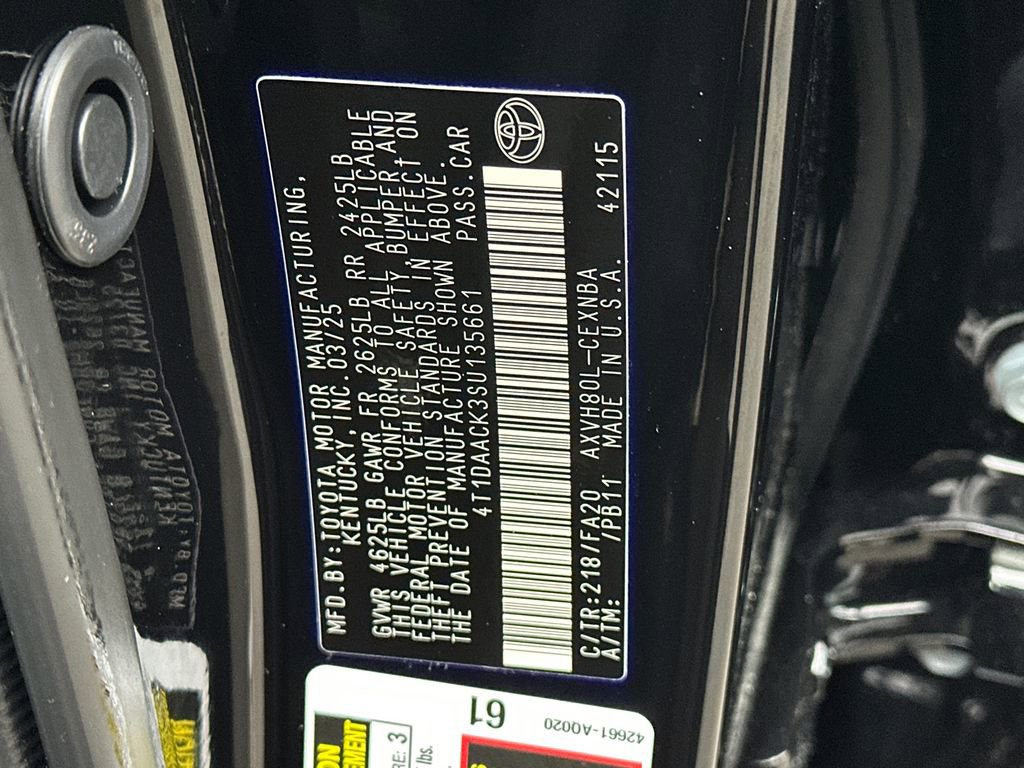 MFD.BY:TOYOTA MOTOR MANUFACTURING,
KENTUCKY, INC. 03/25
GVWR 4625LB GAWR FR 2625LB RR 2425LB
THIS VEHICLE CONFORMS TO ALL APPLICABLE
FEDERAL MOTOR VEHICLE SAFETY, BUMPER, AND
THEFT PREVENTION STANDARDS IN EFFECT ON
THE DATE OF MANUFACTURE SHOWN ABOVE.
4T1DAACK3SU135661 PASS.CAR
C/TR:218/FA20 AXVH80L-CEXNBA 42115
A/TM: /PB11 MADE IN U.S.A.
61
42661-A0020
3
lbs.